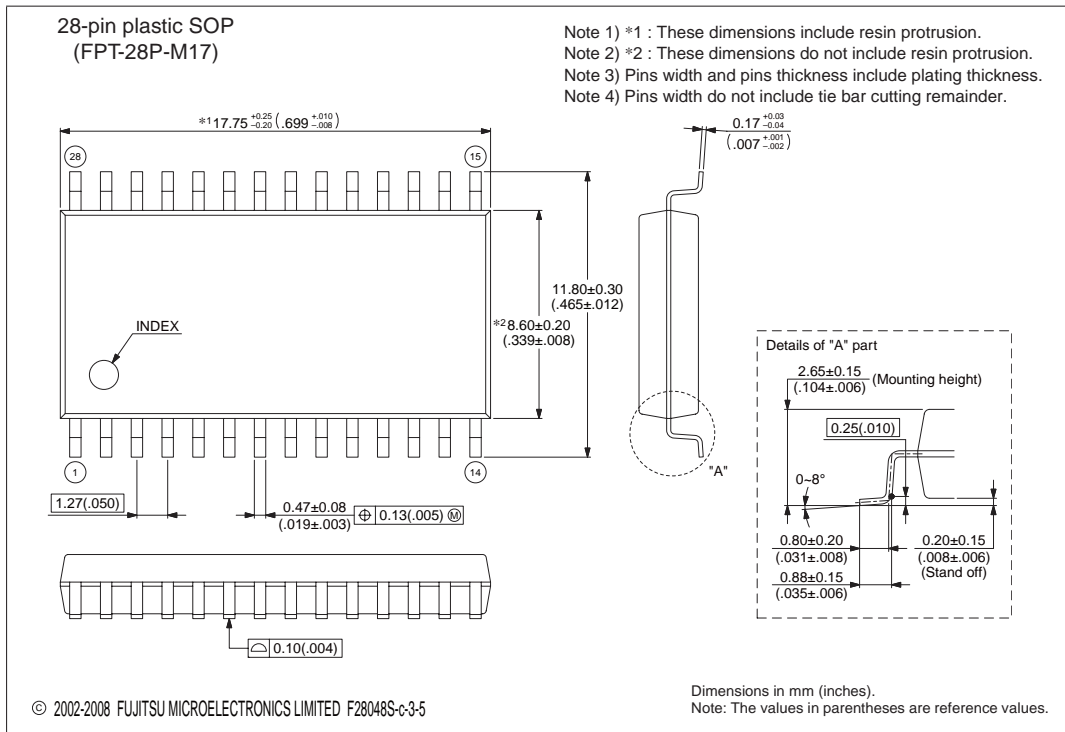 28-pin plastic SOP
(FPT-28P-M17)
Note 1) *1 : These dimensions include resin protrusion.
Note 2) *2 : These dimensions do not include resin protrusion.
Note 3) Pins width and pins thickness include plating thickness.
Note 4) Pins width do not include tie bar cutting remainder.
*1 17.75 +0.25 –0.20 (.699 +.010 –.008)
0.17 +0.03 –0.04
(.007 +.001 –.002)
28
15
11.80±0.30
(.465±.012)
*2 8.60±0.20
(.339±.008)
INDEX
1
14
"A"
1.27(.050)
0.47±0.08
(.019±.003)
⌖ 0.13(.005) Ⓜ
Details of "A" part
2.65±0.15
(.104±.006)
(Mounting height)
0.25(.010)
0~8°
0.80±0.20
(.031±.008)
0.88±0.15
(.035±.006)
0.20±0.15
(.008±.006)
(Stand off)
⌓ 0.10(.004)
© 2002-2008 FUJITSU MICROELECTRONICS LIMITED F28048S-c-3-5
Dimensions in mm (inches).
Note: The values in parentheses are reference values.